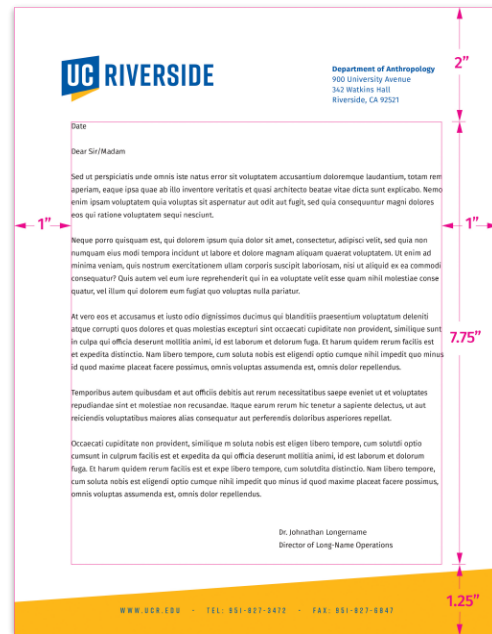 UC RIVERSIDE
Department of Anthropology
900 University Avenue
342 Watkins Hall
Riverside, CA 92521
2”
Date
Dear Sir/Madam
Sed ut perspiciatis unde omnis iste natus error sit voluptatem accusantium doloremque laudantium, totam rem
aperiam, eaque ipsa quae ab illo inventore veritatis et quasi architecto beatae vitae dicta sunt explicabo. Nemo
enim ipsam voluptatem quia voluptas sit aspernatur aut odit aut fugit, sed quia consequuntur magni dolores
eos qui ratione voluptatem sequi nesciunt.
1”
1”
Neque porro quisquam est, qui dolorem ipsum quia dolor sit amet, consectetur, adipisci velit, sed quia non
numquam eius modi tempora incidunt ut labore et dolore magnam aliquam quaerat voluptatem. Ut enim ad
minima veniam, quis nostrum exercitationem ullam corporis suscipit laboriosam, nisi ut aliquid ex ea commodi
consequatur? Quis autem vel eum iure reprehenderit qui in ea voluptate velit esse quam nihil molestiae conse
quatur, vel illum qui dolorem eum fugiat quo voluptas nulla pariatur.
At vero eos et accusamus et iusto odio dignissimos ducimus qui blanditiis praesentium voluptatum deleniti
atque corrupti quos dolores et quas molestias excepturi sint occaecati cupiditate non provident, similique sunt
in culpa qui officia deserunt mollitia animi, id est laborum et dolorum fuga. Et harum quidem rerum facilis est
et expedita distinctio. Nam libero tempore, cum soluta nobis est eligendi optio cumque nihil impedit quo minus
id quod maxime placeat facere possimus, omnis voluptas assumenda est, omnis dolor repellendus.
7.75”
Temporibus autem quibusdam et aut officiis debitis aut rerum necessitatibus saepe eveniet ut et voluptates
repudiandae sint et molestiae non recusandae. Itaque earum rerum hic tenetur a sapiente delectus, ut aut
reiciendis voluptatibus maiores alias consequatur aut perferendis doloribus asperiores repellat.
Occaecati cupiditate non provident, similique m soluta nobis est eligen libero tempore, cum solutdi optio
cumsunt in culprum facilis est et expedita da qui officia deserunt mollitia animi, id est laborum et dolorum
fuga. Et harum quidem rerum facilis est et expe libero tempore, cum solutdita distinctio. Nam libero tempore,
cum soluta nobis est eligendi optio cumque nihil impedit quo minus id quod maxime placeat facere possimus,
omnis voluptas assumenda est, omnis dolor repellendus.
Dr. Johnathan Longername
Director of Long-Name Operations
1.25”
WWW.UCR.EDU - TEL: 951-827-3472 - FAX: 951-827-6847